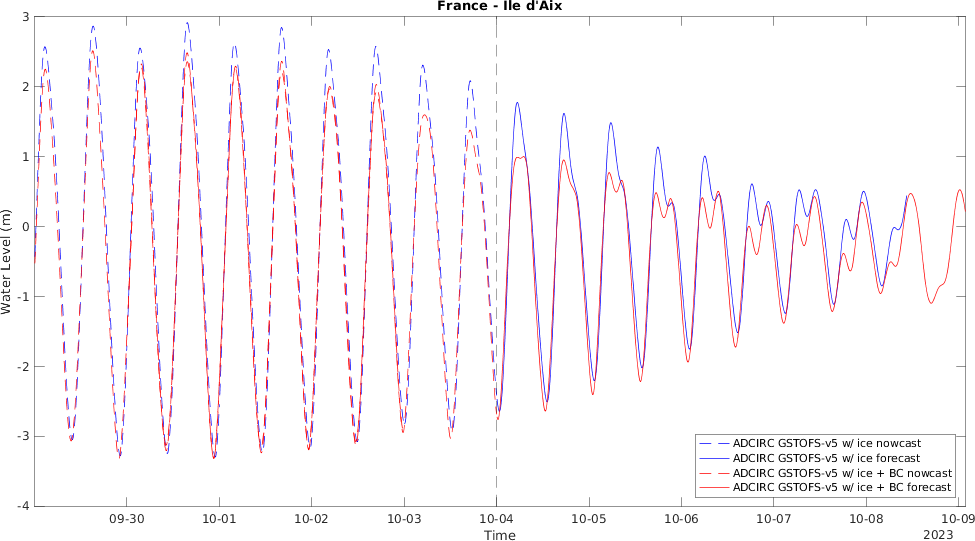 France - Ile d'Aix
3
2
1
0
-1
-2
-3
-4
Water Level (m)
09-30 10-01 10-02 10-03 10-04 10-05 10-06 10-07 10-08 10-09
Time
2023
ADCIRC GSTOFS-v5 w/ ice nowcast
ADCIRC GSTOFS-v5 w/ ice forecast
ADCIRC GSTOFS-v5 w/ ice + BC nowcast
ADCIRC GSTOFS-v5 w/ ice + BC forecast